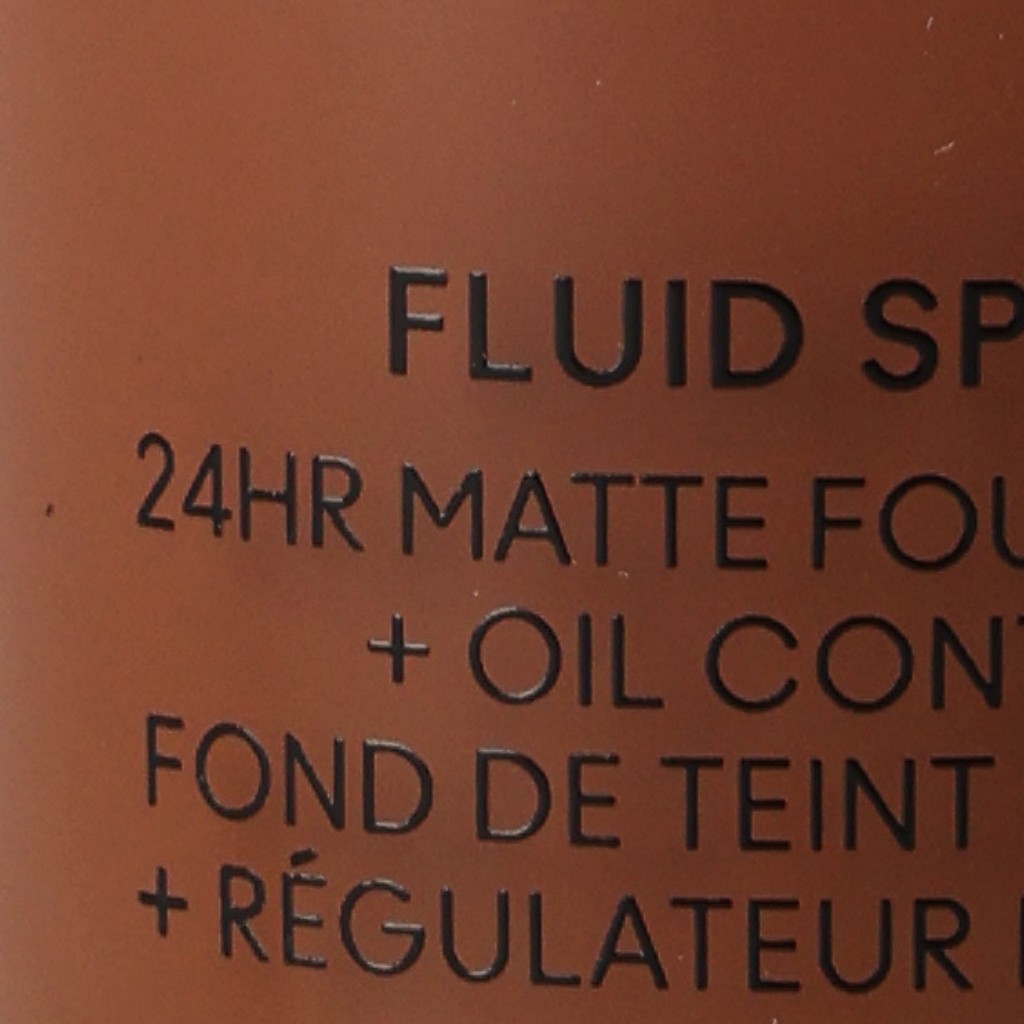 FLUID SP
24HR MATTE FOU
+ OIL CONT
FOND DE TEINT
+ RÉGULATEUR